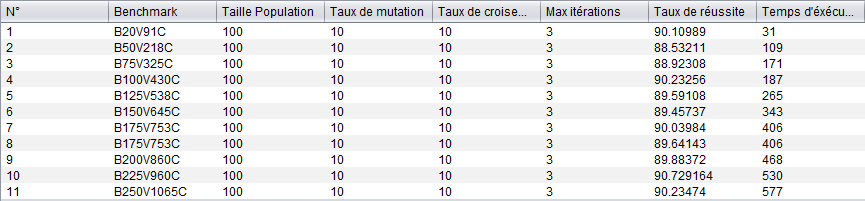 N° Benchmark Taille Population Taux de mutation Taux de croise... Max itérations Taux de réussite Temps d'éxécu...
1 B20V91C 100 10 10 3 90.10989 31
2 B50V218C 100 10 10 3 88.53211 109
3 B75V325C 100 10 10 3 88.92308 171
4 B100V430C 100 10 10 3 90.23256 187
5 B125V538C 100 10 10 3 89.59108 265
6 B150V645C 100 10 10 3 89.45737 343
7 B175V753C 100 10 10 3 90.03984 406
8 B175V753C 100 10 10 3 89.64143 406
9 B200V860C 100 10 10 3 89.88372 468
10 B225V960C 100 10 10 3 90.729164 530
11 B250V1065C 100 10 10 3 90.23474 577